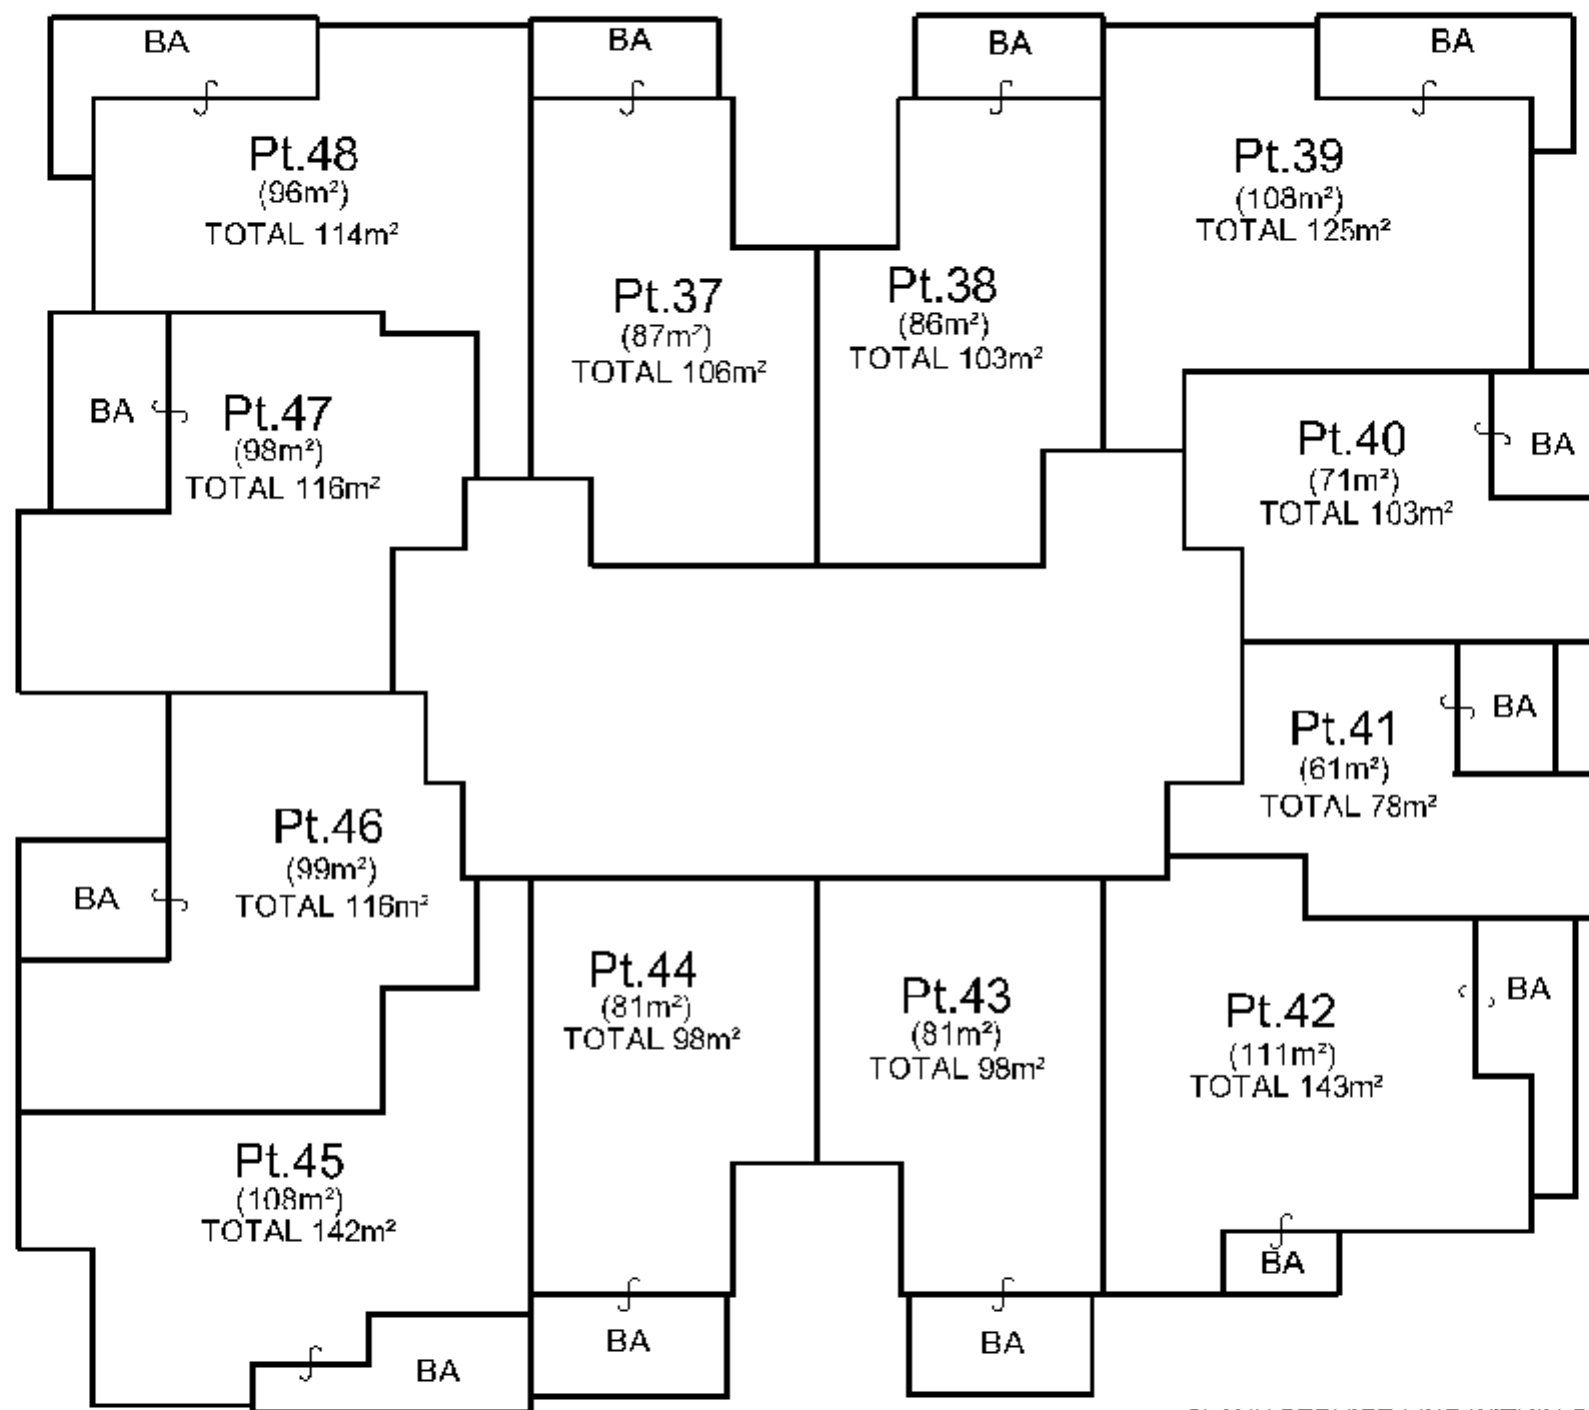 BA
BA
BA
BA
Pt.48
(96m²)
TOTAL 114m²
Pt.39
(108m²)
TOTAL 125m²
Pt.37
(87m²)
TOTAL 106m²
Pt.38
(86m²)
TOTAL 103m²
BA
Pt.47
(98m²)
TOTAL 116m²
Pt.40
(71m²)
TOTAL 103m²
BA
Pt.41
(61m²)
TOTAL 78m²
BA
Pt.46
(99m²)
TOTAL 116m²
BA
Pt.44
(81m²)
TOTAL 98m²
Pt.43
(81m²)
TOTAL 98m²
Pt.42
(111m²)
TOTAL 143m²
BA
Pt.45
(108m²)
TOTAL 142m²
BA
BA
BA
BA